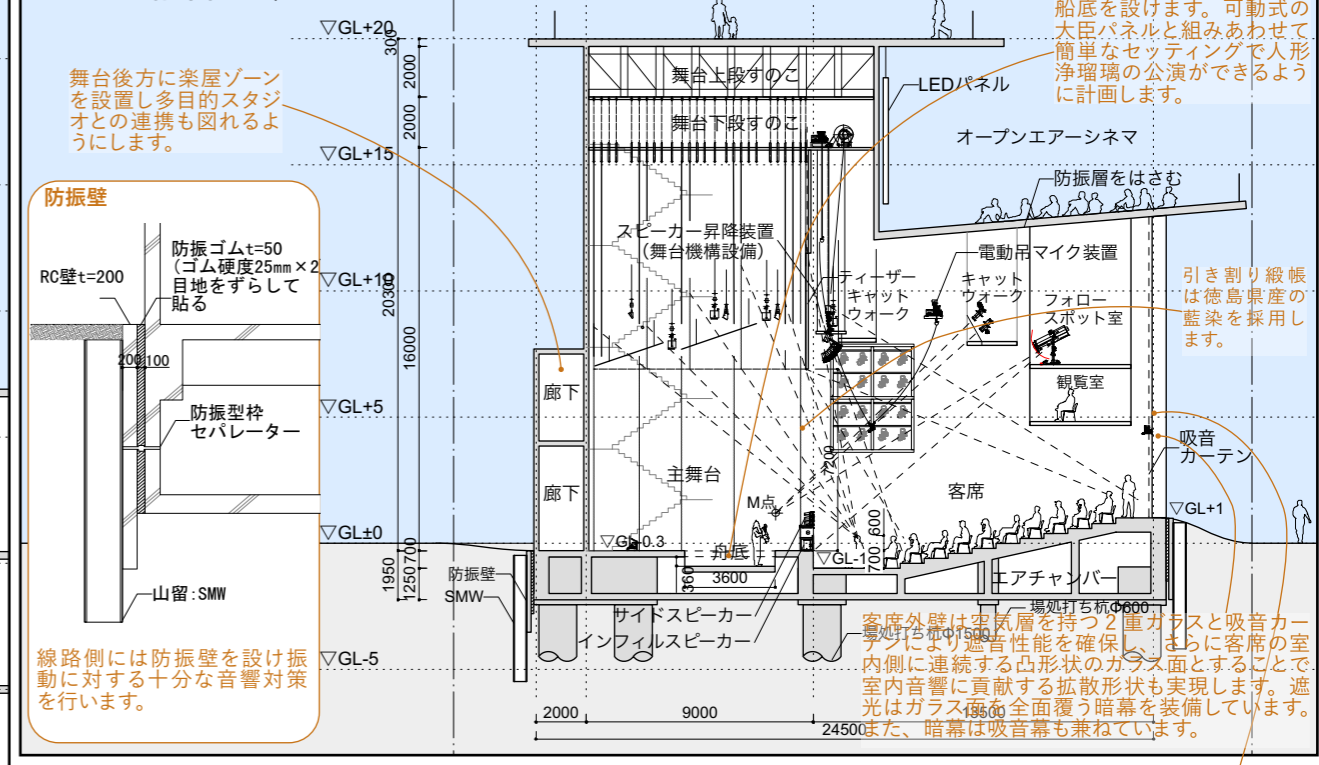 船底を設けます。可動式の
大臣パネルと組みあわせて
簡単なセッティングで人形
浄瑠璃の公演ができるよう
に計画します。
▽GL+20
300
2000
舞台上段すのこ
LEDパネル
舞台後方に楽屋ゾーン
を設置し多目的スタジ
オとの連携も図れるよ
うにします。
2000
舞台下段すのこ
オープンエアーシネマ
▽GL+15
防振層をはさむ
防振壁
防振ゴムt=50
(ゴム硬度25mm×2
目地をずらして
貼る
RC壁t=200
スピーカー昇降装置
(舞台機構設備)
電動吊マイク装置
▽GL+10
20300
ティーザー
キャット
ウォーク
キャット
ウォーク
フォロー
スポット室
引き割り緞帳
は徳島県産の
藍染を採用し
ます。
200
100
16000
廊下
観覧室
▽GL+5
防振型枠
セパレーター
吸音
カーテン
7200
主舞台
廊下
客席
M点
▽GL+1
600
▽GL±0
▽GL-0.3
舟底
▽GL-1
700
1950
1250
700
360
3600
防振壁
SMW
エアチャンバー
山留:SMW
サイドスピーカー
場処打ち杭Φ600
インフィルスピーカー
場処打ち杭Φ1500
線路側には防振壁を設け振
動に対する十分な音響対策
を行います。
▽GL-5
客席外壁は空気層を持つ2重ガラスと吸音カー
テンにより遮音性能を確保し、さらに客席の室
内側に連続する凸形状のガラス面とすることで
室内音響に貢献する拡散形状も実現します。遮
光はガラス面を全面覆う暗幕を装備しています。
また、暗幕は吸音幕も兼ねています。
2000
9000
13500
24500